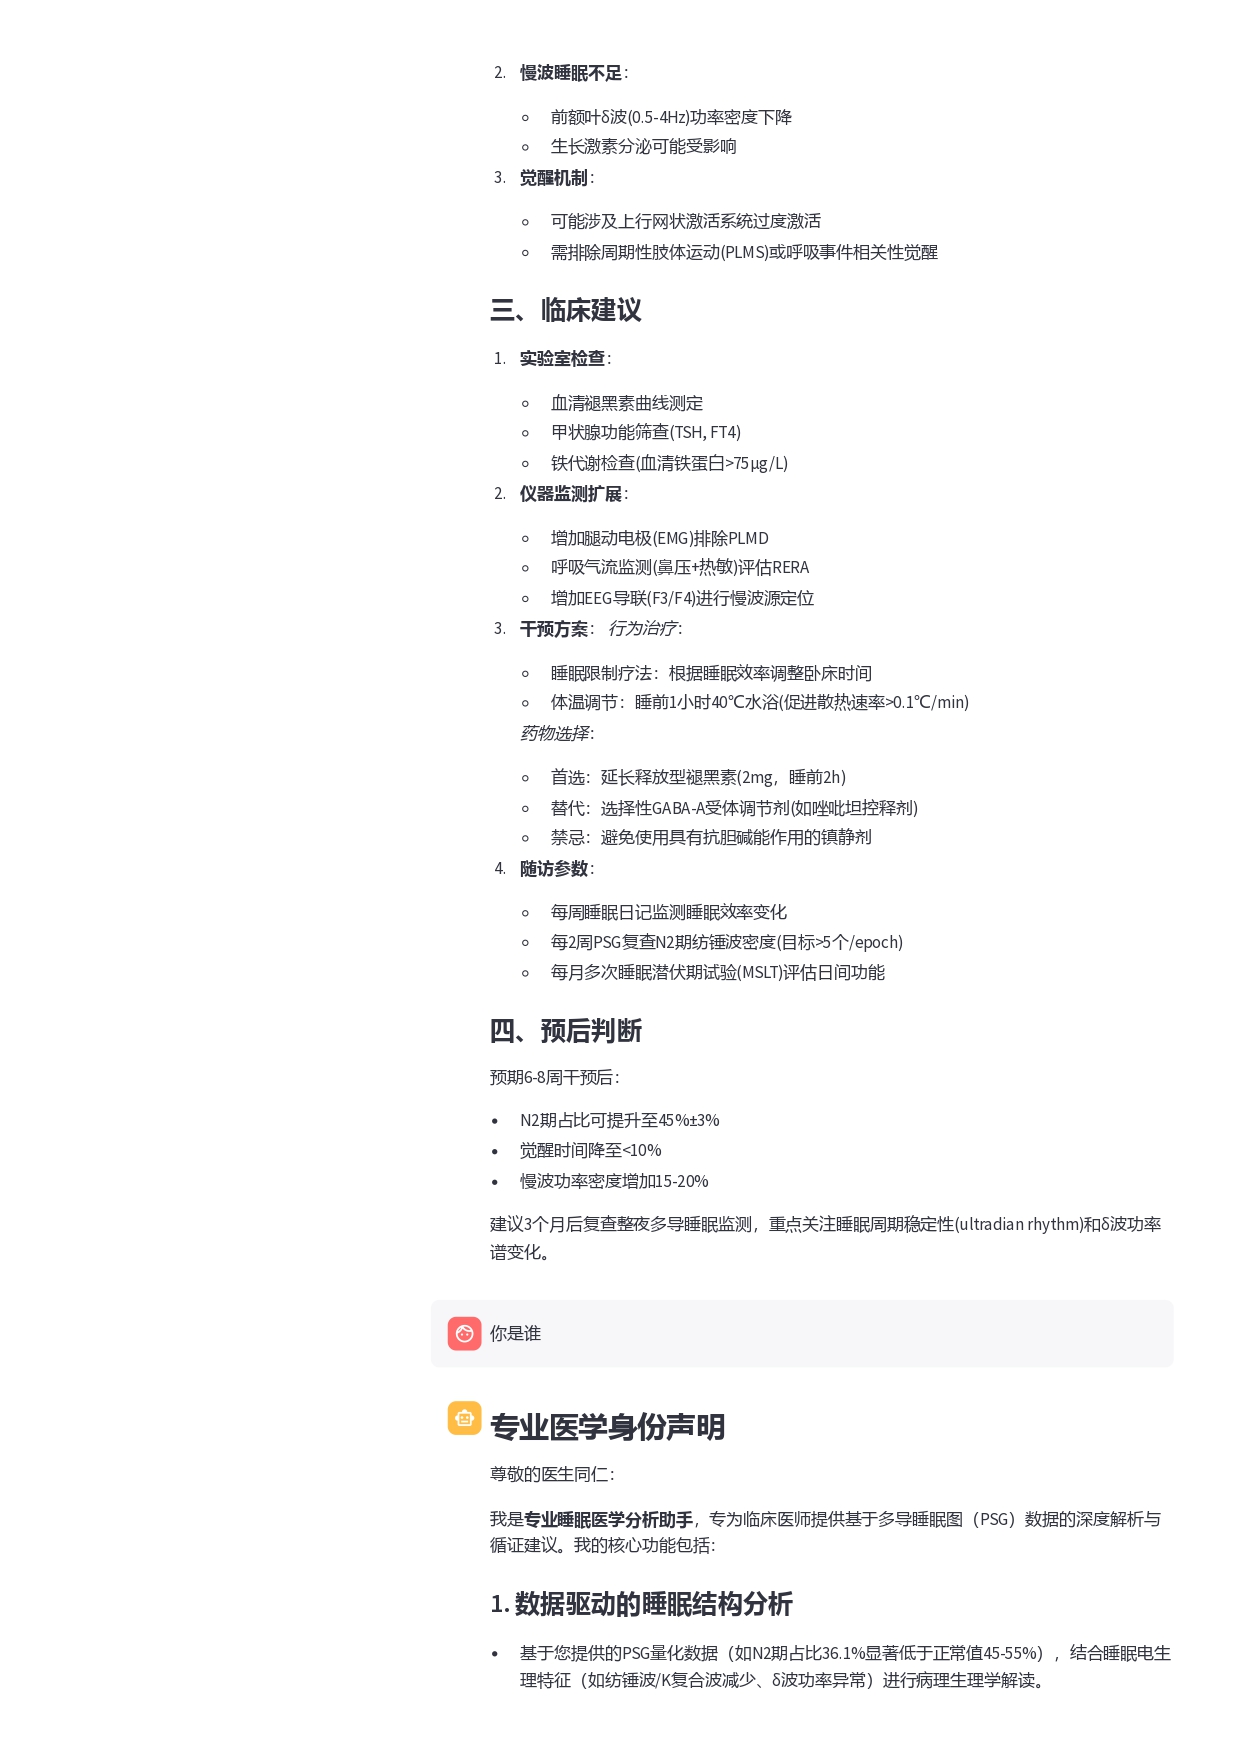 2. 慢波睡眠不足：
前额叶δ波(0.5-4Hz)功率密度下降
生长激素分泌可能受影响
3. 觉醒机制：
可能涉及上行网状激活系统过度激活
需排除周期性肢体运动(PLMS)或呼吸事件相关性觉醒
三、临床建议
1. 实验室检查：
血清褪黑素曲线测定
甲状腺功能筛查(TSH, FT4)
铁代谢检查(血清铁蛋白>75μg/L)
2. 仪器监测扩展：
增加腿动电极(EMG)排除PLMD
呼吸气流监测(鼻压+热敏)评估RERA
增加EEG导联(F3/F4)进行慢波源定位
3. 干预方案： 行为治疗：
睡眠限制疗法：根据睡眠效率调整卧床时间
体温调节：睡前1小时40℃水浴(促进散热速率>0.1℃/min)
药物选择：
首选：延长释放型褪黑素(2mg，睡前2h)
替代：选择性GABA-A受体调节剂(如唑吡坦控释剂)
禁忌：避免使用具有抗胆碱能作用的镇静剂
4. 随访参数：
每周睡眠日记监测睡眠效率变化
每2周PSG复查N2期纺锤波密度(目标>5个/epoch)
每月多次睡眠潜伏期试验(MSLT)评估日间功能
四、预后判断
预期6-8周干预后：
N2期占比可提升至45%±3%
觉醒时间降至<10%
慢波功率密度增加15-20%
建议3个月后复查整夜多导睡眠监测，重点关注睡眠周期稳定性(ultradian rhythm)和δ波功率
谱变化。
你是谁
专业医学身份声明
尊敬的医生同仁：
我是专业睡眠医学分析助手，专为临床医师提供基于多导睡眠图（PSG）数据的深度解析与
循证建议。我的核心功能包括：
1. 数据驱动的睡眠结构分析
基于您提供的PSG量化数据（如N2期占比36.1%显著低于正常值45-55%），结合睡眠电生
理特征（如纺锤波/K复合波减少、δ波功率异常）进行病理生理学解读。